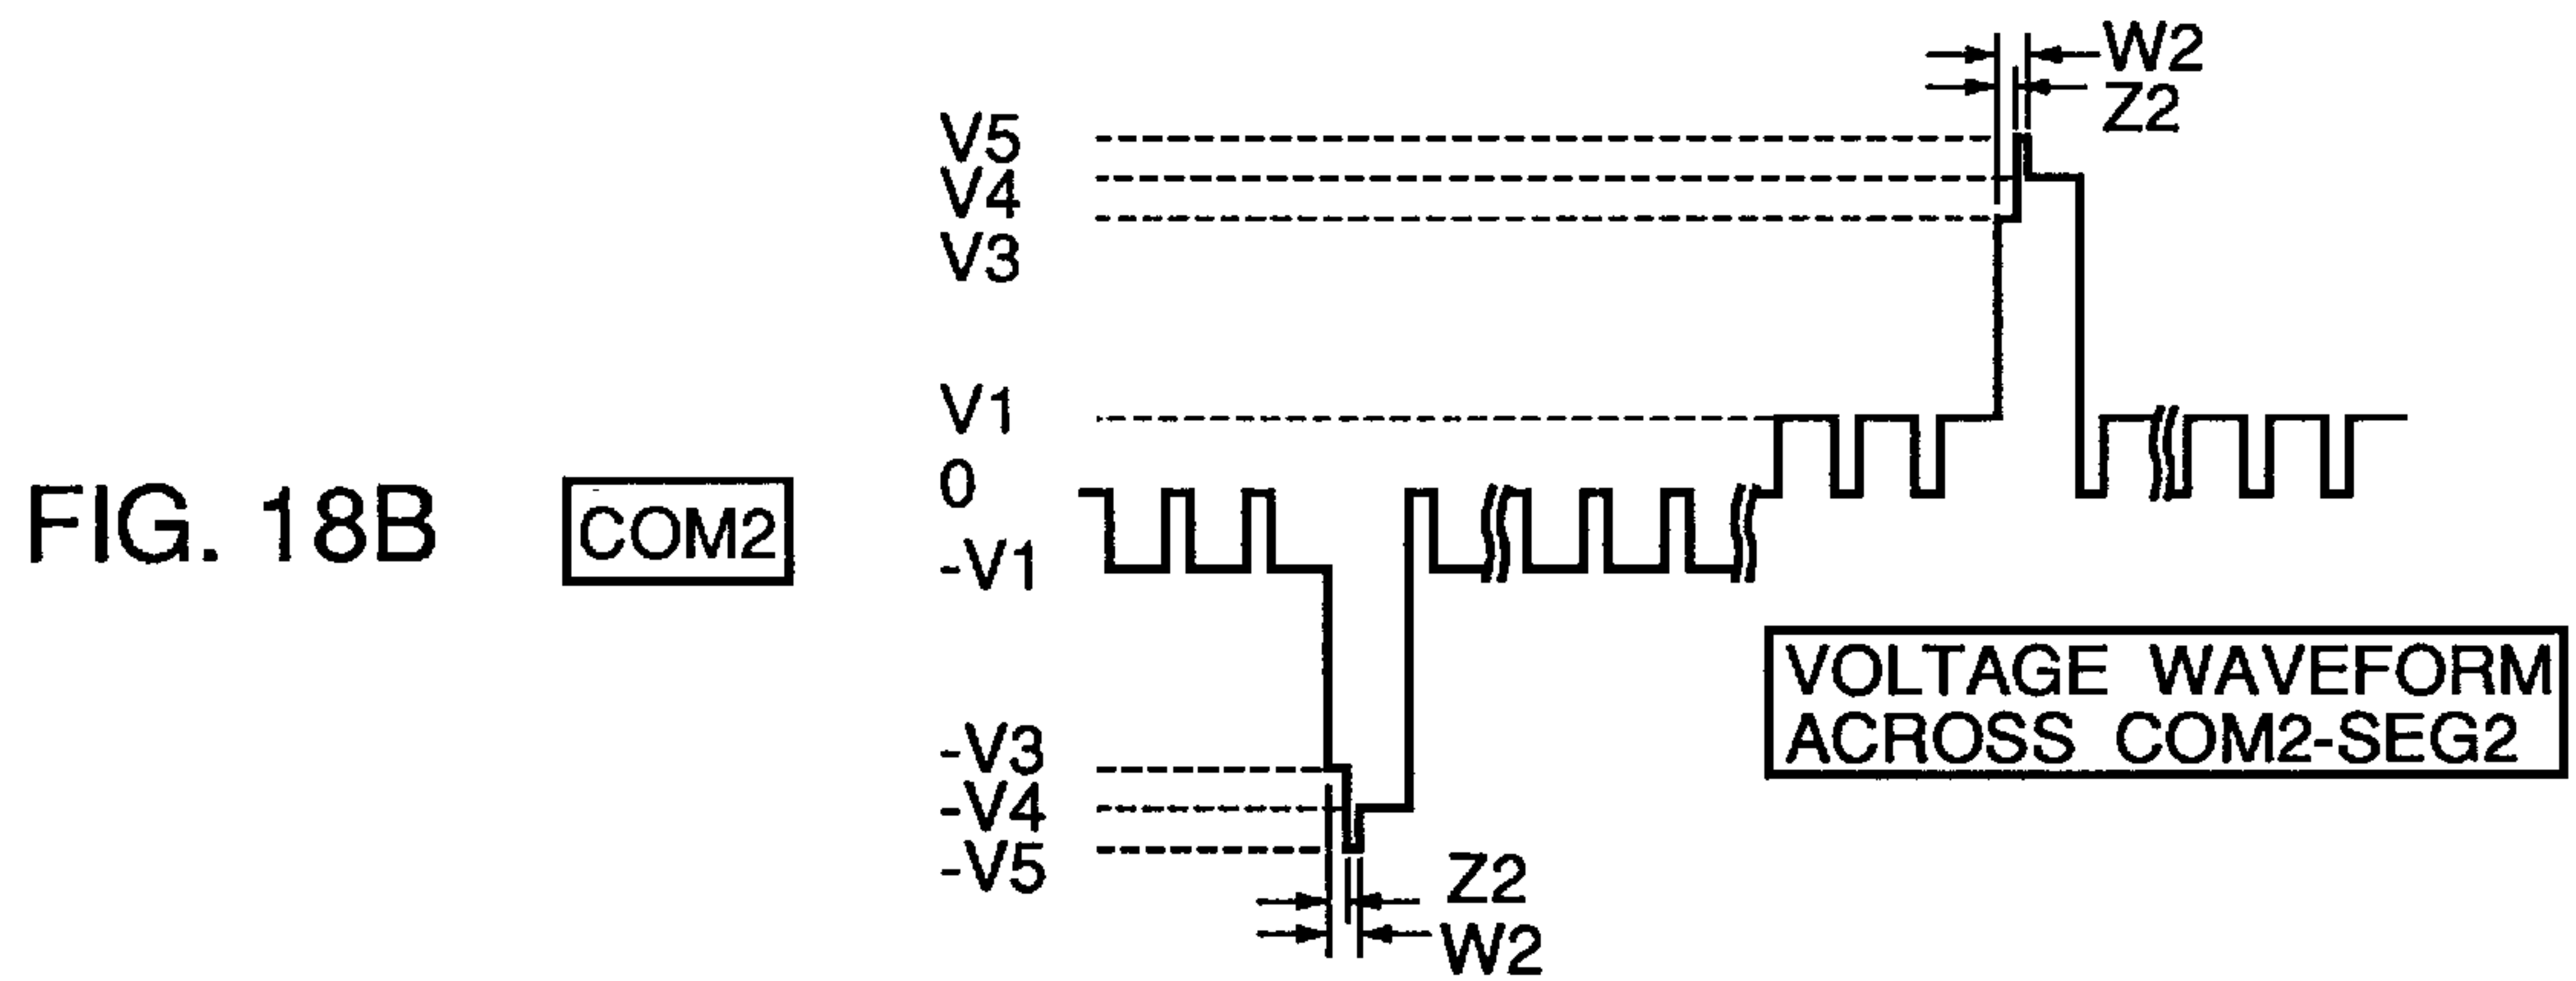 W2
Z2
V5
V4
V3
V1
0
-V1
FIG. 18B
COM2
VOLTAGE WAVEFORM
ACROSS COM2-SEG2
-V3
-V4
-V5
Z2
W2